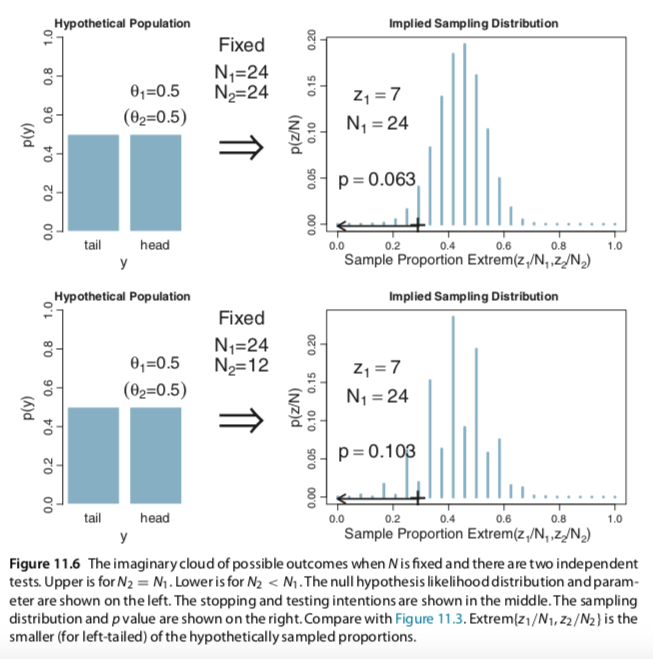 Hypothetical Population
Fixed
N1=24
N2=24
θ1=0.5
(θ2=0.5)
p(y)
0.0 0.2 0.4 0.6 0.8 1.0
tail head
y
Implied Sampling Distribution
z1 = 7
N1 = 24
p = 0.063
p(z/N)
0.00 0.05 0.10 0.15 0.20
0.0 0.2 0.4 0.6 0.8 1.0
Sample Proportion Extrem(z1/N1,z2/N2)
Hypothetical Population
Fixed
N1=24
N2=12
θ1=0.5
(θ2=0.5)
p(y)
0.0 0.2 0.4 0.6 0.8 1.0
tail head
y
Implied Sampling Distribution
z1 = 7
N1 = 24
p = 0.103
p(z/N)
0.00 0.05 0.10 0.15 0.20
0.0 0.2 0.4 0.6 0.8 1.0
Sample Proportion Extrem(z1/N1,z2/N2)
Figure 11.6 The imaginary cloud of possible outcomes when N is fixed and there are two independent
tests. Upper is for N2 = N1. Lower is for N2 < N1. The null hypothesis likelihood distribution and param-
eter are shown on the left. The stopping and testing intentions are shown in the middle. The sampling
distribution and p value are shown on the right. Compare with Figure 11.3. Extrem{z1/N1, z2/N2} is the
smaller (for left-tailed) of the hypothetically sampled proportions.